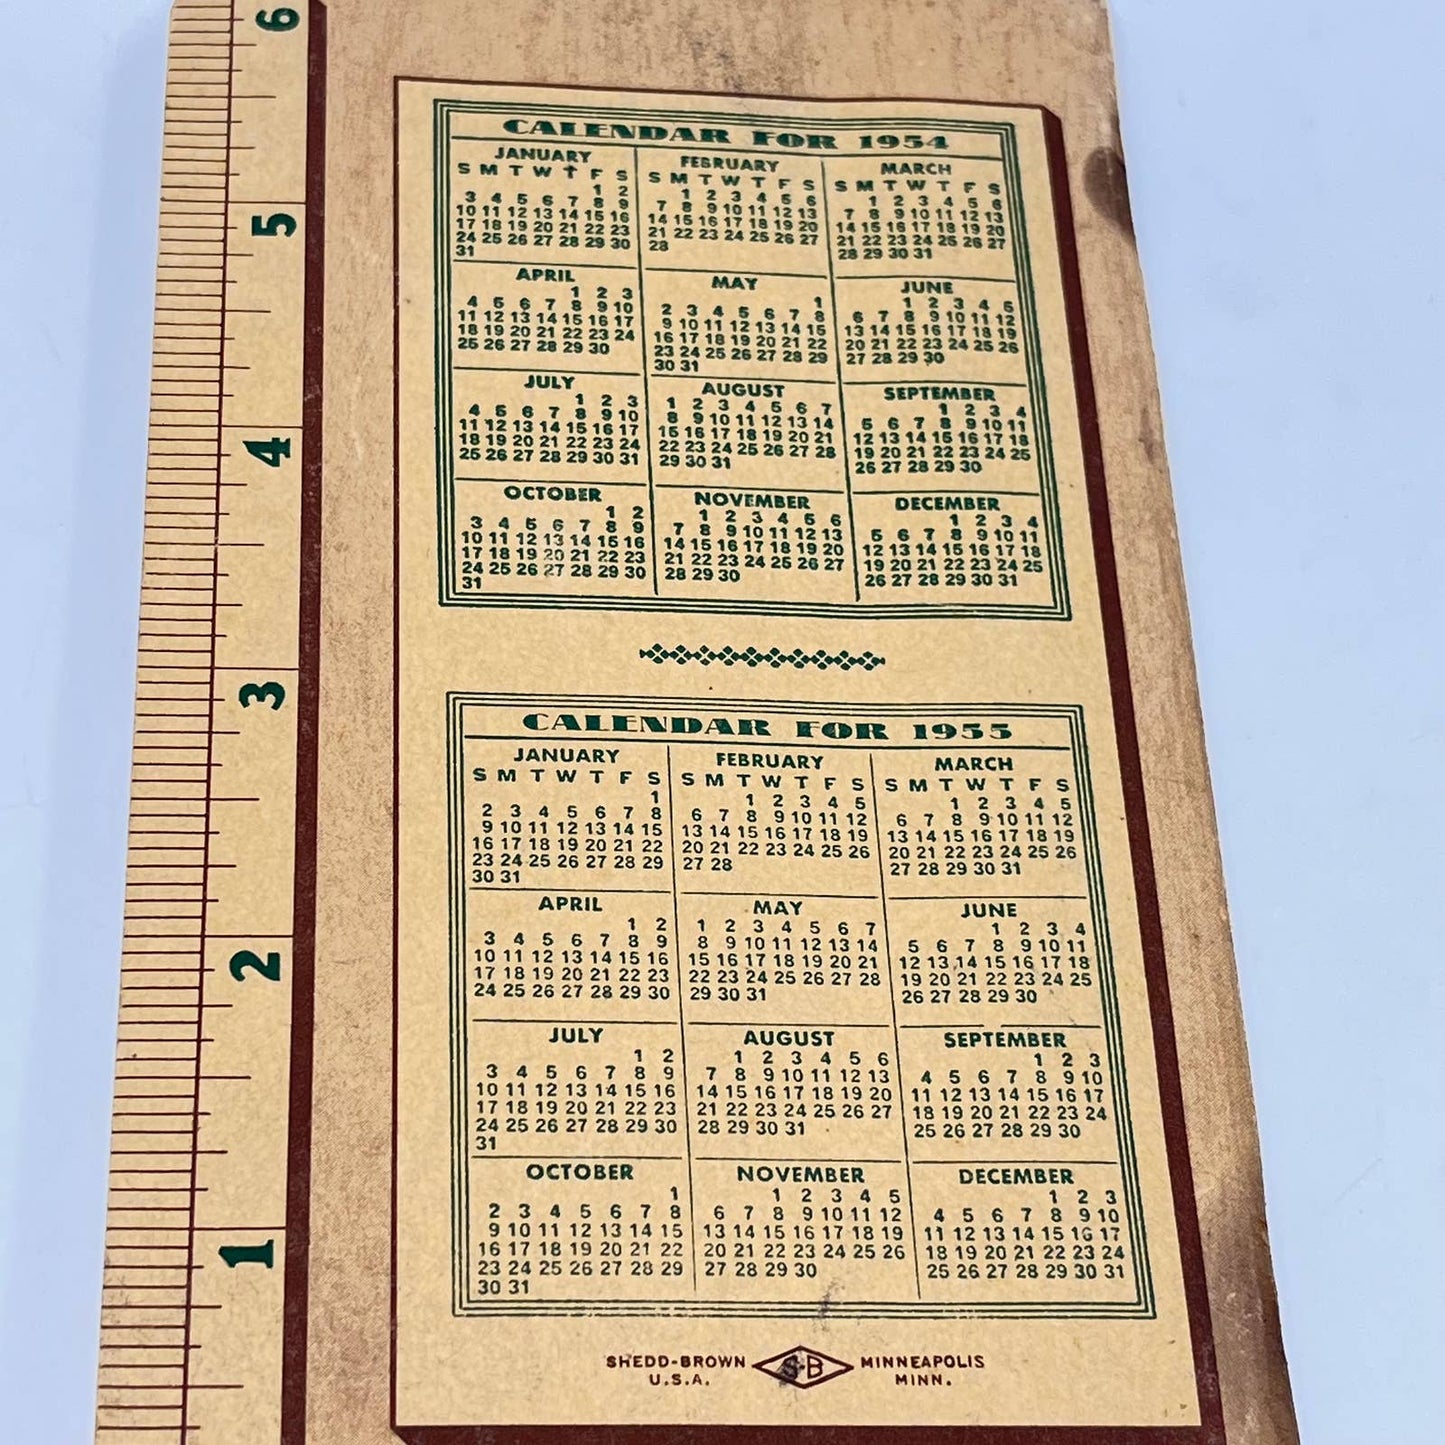 6
5
4
3
2
1
CALENDAR FOR 1954
JANUARY
S M T W T F S
1 2
3 4 5 6 7 8 9
10 11 12 13 14 15 16
17 18 19 20 21 22 23
24 25 26 27 28 29 30
31
FEBRUARY
S M T W T F S
1 2 3 4 5 6
7 8 9 10 11 12 13
14 15 16 17 18 19 20
21 22 23 24 25 26 27
28
MARCH
S M T W T F S
1 2 3 4 5 6
7 8 9 10 11 12 13
14 15 16 17 18 19 20
21 22 23 24 25 26 27
28 29 30 31
APRIL
1 2 3
4 5 6 7 8 9 10
11 12 13 14 15 16 17
18 19 20 21 22 23 24
25 26 27 28 29 30
MAY
1
2 3 4 5 6 7 8
9 10 11 12 13 14 15
16 17 18 19 20 21 22
23 24 25 26 27 28 29
30 31
JUNE
1 2 3 4 5
6 7 8 9 10 11 12
13 14 15 16 17 18 19
20 21 22 23 24 25 26
27 28 29 30
JULY
1 2 3
4 5 6 7 8 9 10
11 12 13 14 15 16 17
18 19 20 21 22 23 24
25 26 27 28 29 30 31
AUGUST
1 2 3 4 5 6 7
8 9 10 11 12 13 14
15 16 17 18 19 20 21
22 23 24 25 26 27 28
29 30 31
SEPTEMBER
1 2 3 4
5 6 7 8 9 10 11
12 13 14 15 16 17 18
19 20 21 22 23 24 25
26 27 28 29 30
OCTOBER
1 2
3 4 5 6 7 8 9
10 11 12 13 14 15 16
17 18 19 20 21 22 23
24 25 26 27 28 29 30
31
NOVEMBER
1 2 3 4 5 6
7 8 9 10 11 12 13
14 15 16 17 18 19 20
21 22 23 24 25 26 27
28 29 30
DECEMBER
1 2 3 4
5 6 7 8 9 10 11
12 13 14 15 16 17 18
19 20 21 22 23 24 25
26 27 28 29 30 31
CALENDAR FOR 1955
JANUARY
S M T W T F S
1
2 3 4 5 6 7 8
9 10 11 12 13 14 15
16 17 18 19 20 21 22
23 24 25 26 27 28 29
30 31
FEBRUARY
S M T W T F S
1 2 3 4 5
6 7 8 9 10 11 12
13 14 15 16 17 18 19
20 21 22 23 24 25 26
27 28
MARCH
S M T W T F S
1 2 3 4 5
6 7 8 9 10 11 12
13 14 15 16 17 18 19
20 21 22 23 24 25 26
27 28 29 30 31
APRIL
1 2
3 4 5 6 7 8 9
10 11 12 13 14 15 16
17 18 19 20 21 22 23
24 25 26 27 28 29 30
MAY
1 2 3 4 5 6 7
8 9 10 11 12 13 14
15 16 17 18 19 20 21
22 23 24 25 26 27 28
29 30 31
JUNE
1 2 3 4
5 6 7 8 9 10 11
12 13 14 15 16 17 18
19 20 21 22 23 24 25
26 27 28 29 30
JULY
1 2
3 4 5 6 7 8 9
10 11 12 13 14 15 16
17 18 19 20 21 22 23
24 25 26 27 28 29 30
31
AUGUST
1 2 3 4 5 6
7 8 9 10 11 12 13
14 15 16 17 18 19 20
21 22 23 24 25 26 27
28 29 30 31
SEPTEMBER
1 2 3
4 5 6 7 8 9 10
11 12 13 14 15 16 17
18 19 20 21 22 23 24
25 26 27 28 29 30
OCTOBER
1
2 3 4 5 6 7 8
9 10 11 12 13 14 15
16 17 18 19 20 21 22
23 24 25 26 27 28 29
30 31
NOVEMBER
1 2 3 4 5
6 7 8 9 10 11 12
13 14 15 16 17 18 19
20 21 22 23 24 25 26
27 28 29 30
DECEMBER
1 2 3
4 5 6 7 8 9 10
11 12 13 14 15 16 17
18 19 20 21 22 23 24
25 26 27 28 29 30 31
SHEDD-BROWN S-B MINNEAPOLIS
U.S.A. MINN.